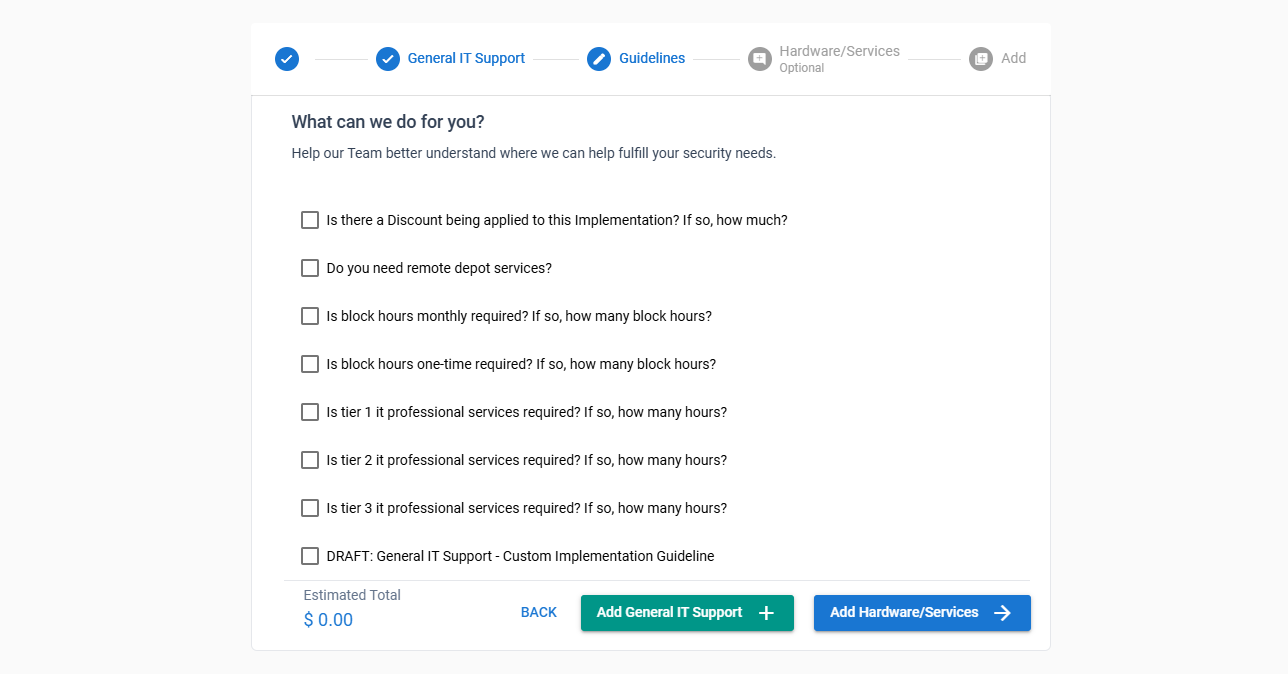 General IT Support
Guidelines
Hardware/Services
Optional
Add
What can we do for you?
Help our Team better understand where we can help fulfill your security needs.
Is there a Discount being applied to this Implementation? If so, how much?
Do you need remote depot services?
Is block hours monthly required? If so, how many block hours?
Is block hours one-time required? If so, how many block hours?
Is tier 1 it professional services required? If so, how many hours?
Is tier 2 it professional services required? If so, how many hours?
Is tier 3 it professional services required? If so, how many hours?
DRAFT: General IT Support - Custom Implementation Guideline
Estimated Total
$ 0.00
BACK
Add General IT Support
Add Hardware/Services